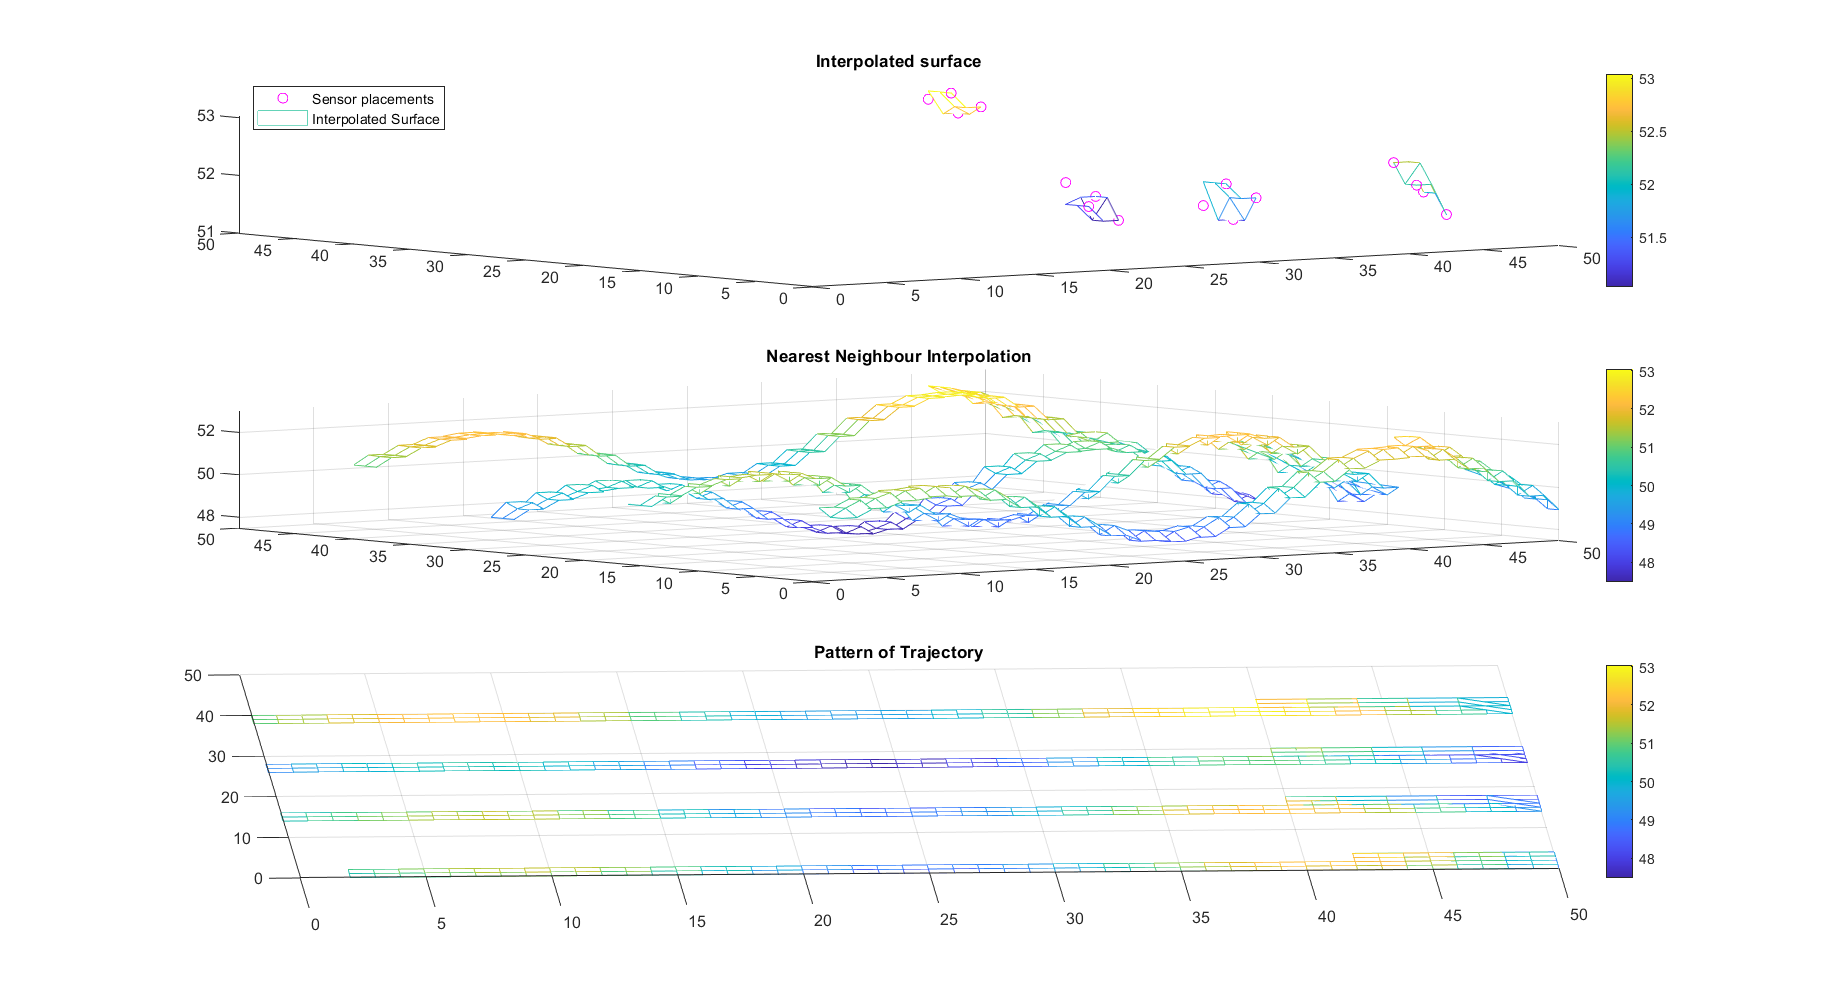 Interpolated surface
Sensor placements
Interpolated Surface
53
52
51
50 45 40 35 30 25 20 15 10 5 0
0 5 10 15 20 25 30 35 40 45 50
53
52.5
52
51.5
Nearest Neighbour Interpolation
52
50
48
50 45 40 35 30 25 20 15 10 5 0
0 5 10 15 20 25 30 35 40 45 50
53
52
51
50
49
48
Pattern of Trajectory
50
40
30
20
10
0
0 5 10 15 20 25 30 35 40 45 50
53
52
51
50
49
48